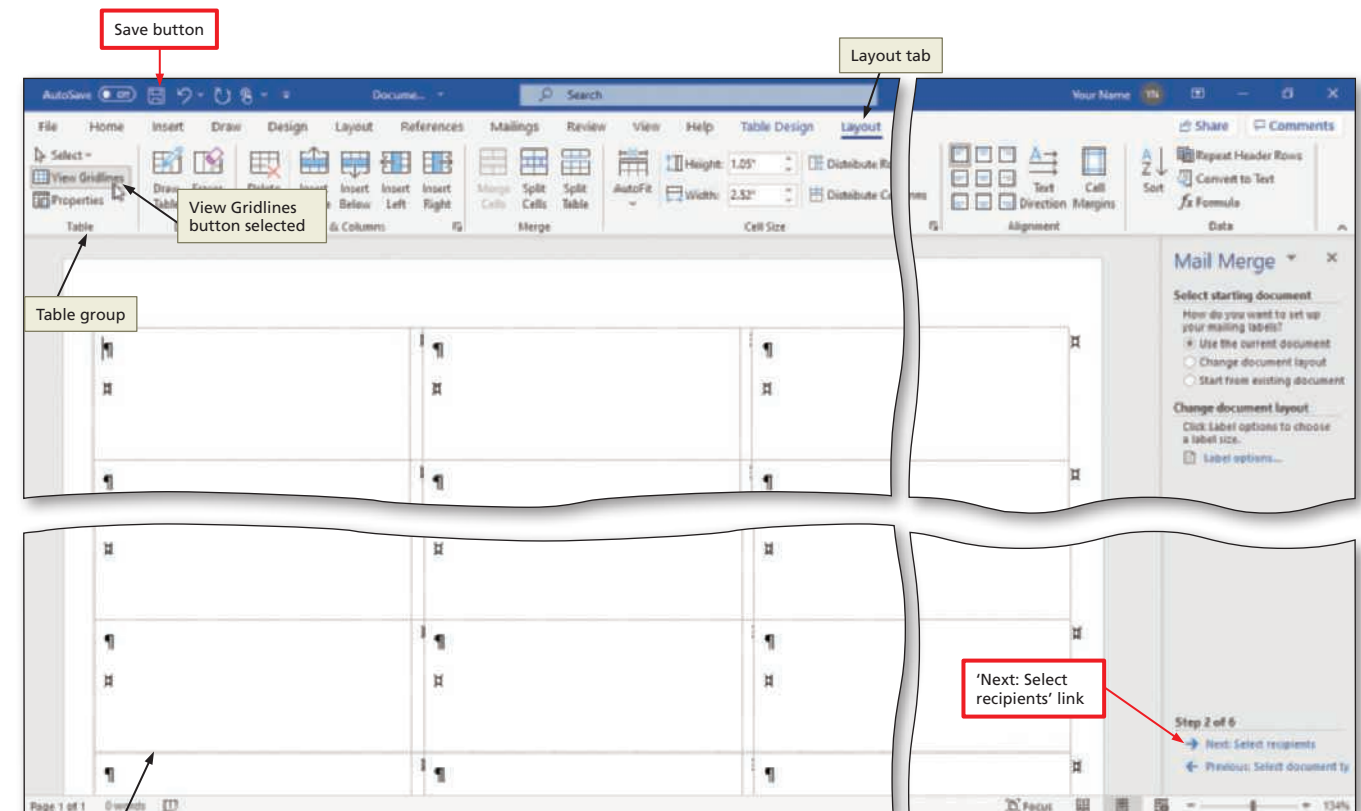 Save button
Layout tab
AutoSave Off Docume... Search Your Name YN
File Home Insert Draw Design Layout References Mailings Review View Help Table Design Layout Share Comments
Select
View Gridlines
Properties
Draw
Insert Below
Insert Left
Insert Right
Merge Cells
Split Cells
Split Table
AutoFit
Height: 1.05"
Width: 2.52"
Distribute
Distribute
Text Direction
Cell Margins
Sort
Repeat Header Rows
Convert to Text
fx Formula
Table
& Columns
Merge
Cell Size
Alignment
Data
View Gridlines
button selected
Table group
Mail Merge
Select starting document
How do you want to set up
your mailing labels?
Use the current document
Change document layout
Start from existing document
Change document layout
Click Label options to choose
a label size.
Label options...
'Next: Select
recipients' link
Step 2 of 6
Next: Select recipients
Previous: Select document ty
Page 1 of 1 0 words Focus 134%